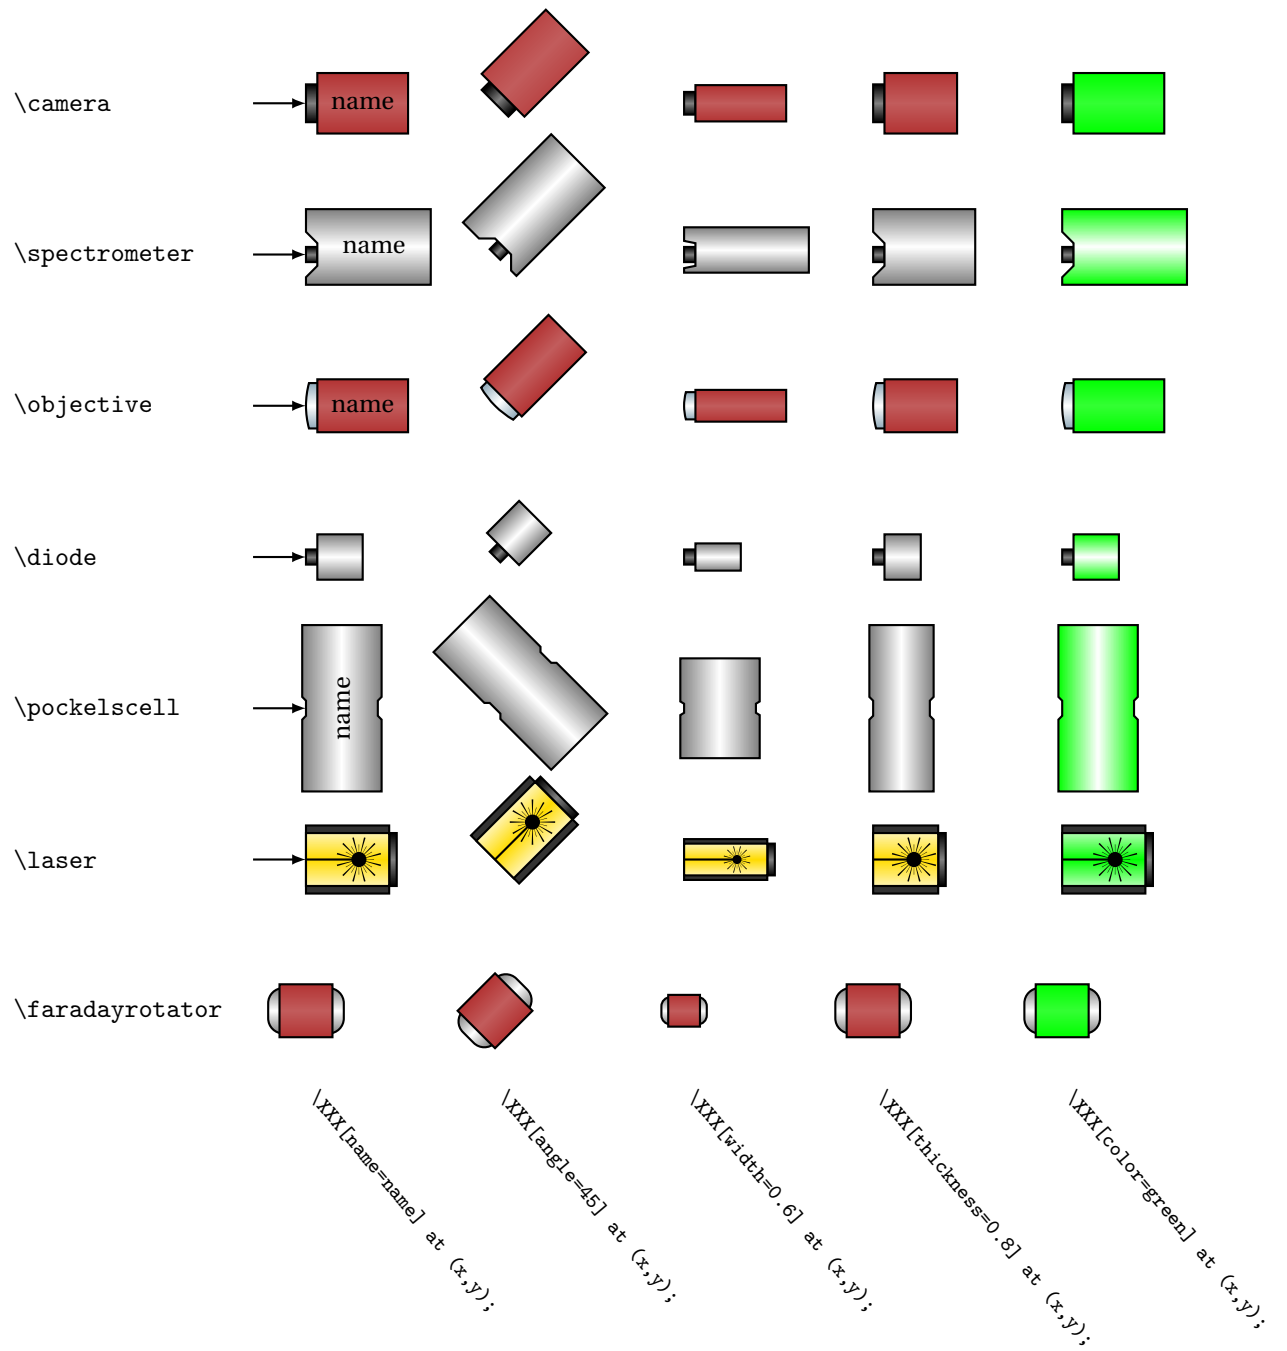 \camera
name
\spectrometer
name
\objective
name
\diode
\pockelscell
name
\laser
\faradayrotator
\XXX[name=name] at (x,y);
\XXX[angle=45] at (x,y);
\XXX[width=0.6] at (x,y);
\XXX[thickness=0.8] at (x,y);
\XXX[color=green] at (x,y);